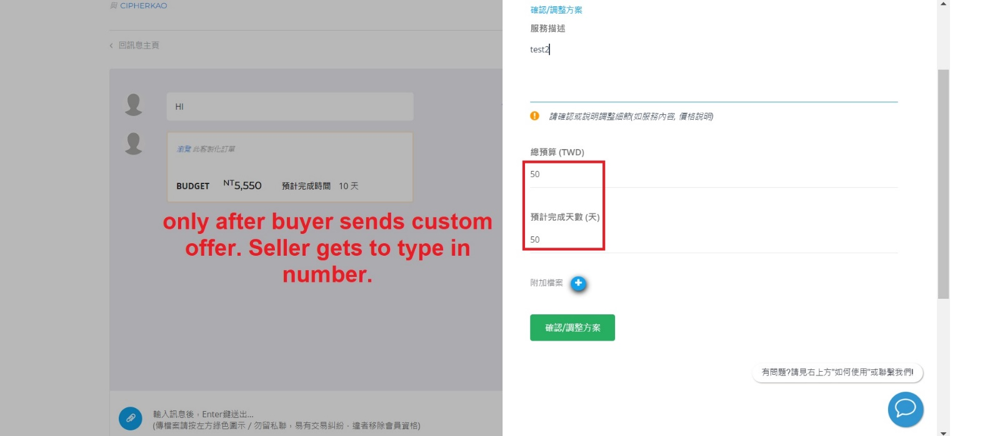 與 CIPHERKAO
回訊息主頁
HI
瀏覽 此客製化訂單
BUDGET NT5,550 預計完成時間 10 天
only after buyer sends custom
offer. Seller gets to type in
number.
輸入訊息後，Enter鍵送出...
(傳檔案請按左方綠色圖示 / 勿留私聯，易有交易糾紛．違者移除會員資格)
確認/調整方案
服務描述
test2
請確認或說明調整細節(如服務內容, 價格說明)
總預算 (TWD)
50
預計完成天數 (天)
50
附加檔案
確認/調整方案
有問題?請見右上方"如何使用"或聯繫我們!